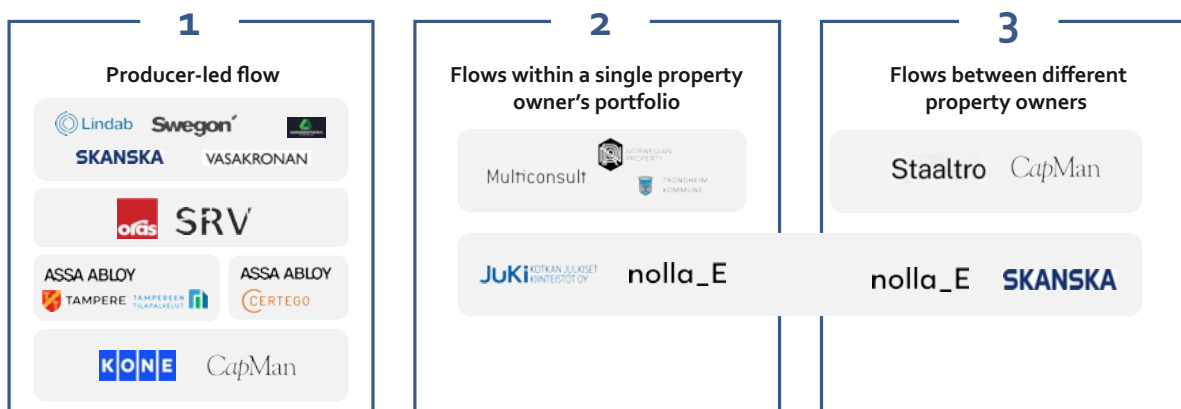 1
Producer-led flow
Lindab Swegon
SKANSKA VASAKRONAN
oras SRV
ASSA ABLOY
TAMPERE TAMPEREEN TILAPALVELUT
ASSA ABLOY
CERTEGO
KONE CapMan
2
Flows within a single property
owner's portfolio
Multiconsult
NORWEGIAN
PROPERTY
TRONDHEIM
KOMMUNE
JUKI KOTKAN JULKISET
KIINTEISTÖT OY
nolla_E
3
Flows between different
property owners
Staaltro CapMan
nolla_E SKANSKA